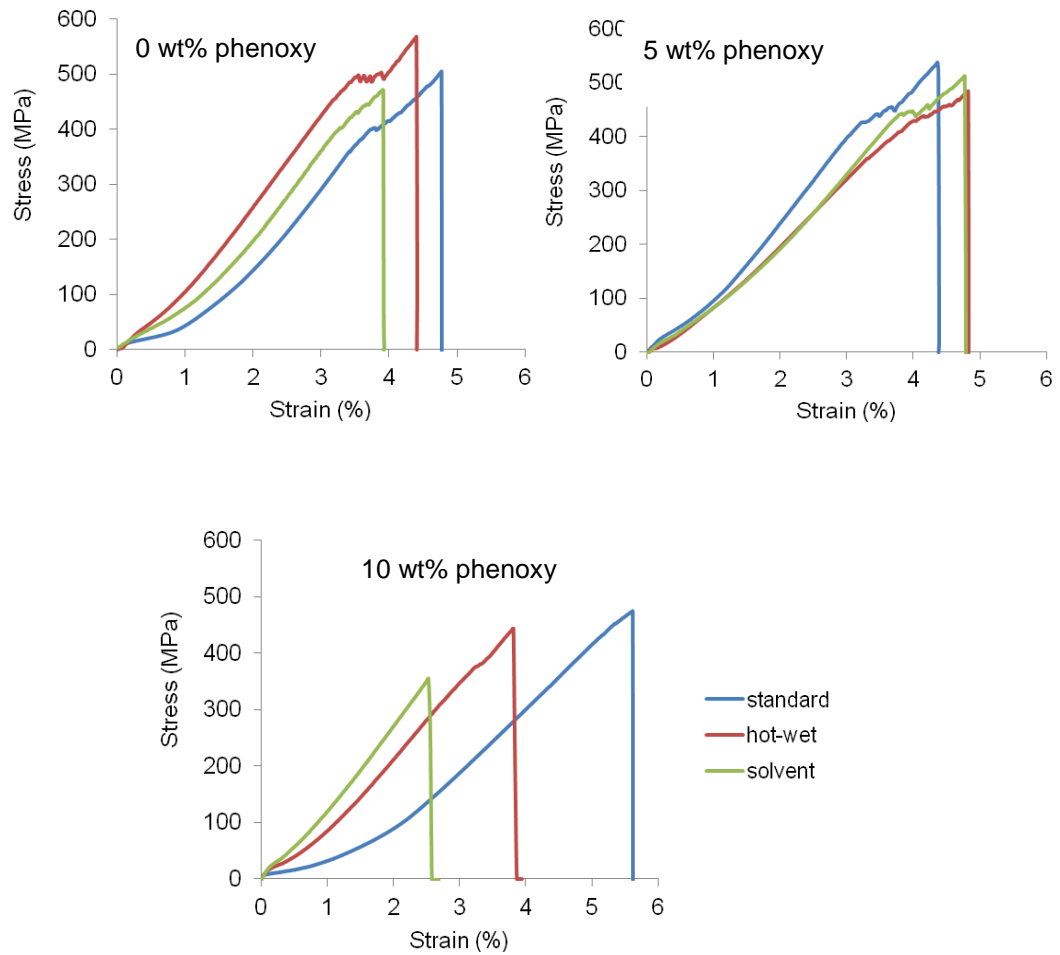 0 wt% phenoxy
Stress (MPa)
600
500
400
300
200
100
0
0 1 2 3 4 5 6
Strain (%)
5 wt% phenoxy
Stress (MPa)
600
500
400
300
200
100
0
0 1 2 3 4 5 6
Strain (%)
10 wt% phenoxy
Stress (MPa)
600
500
400
300
200
100
0
0 1 2 3 4 5 6
Strain (%)
standard
hot-wet
solvent